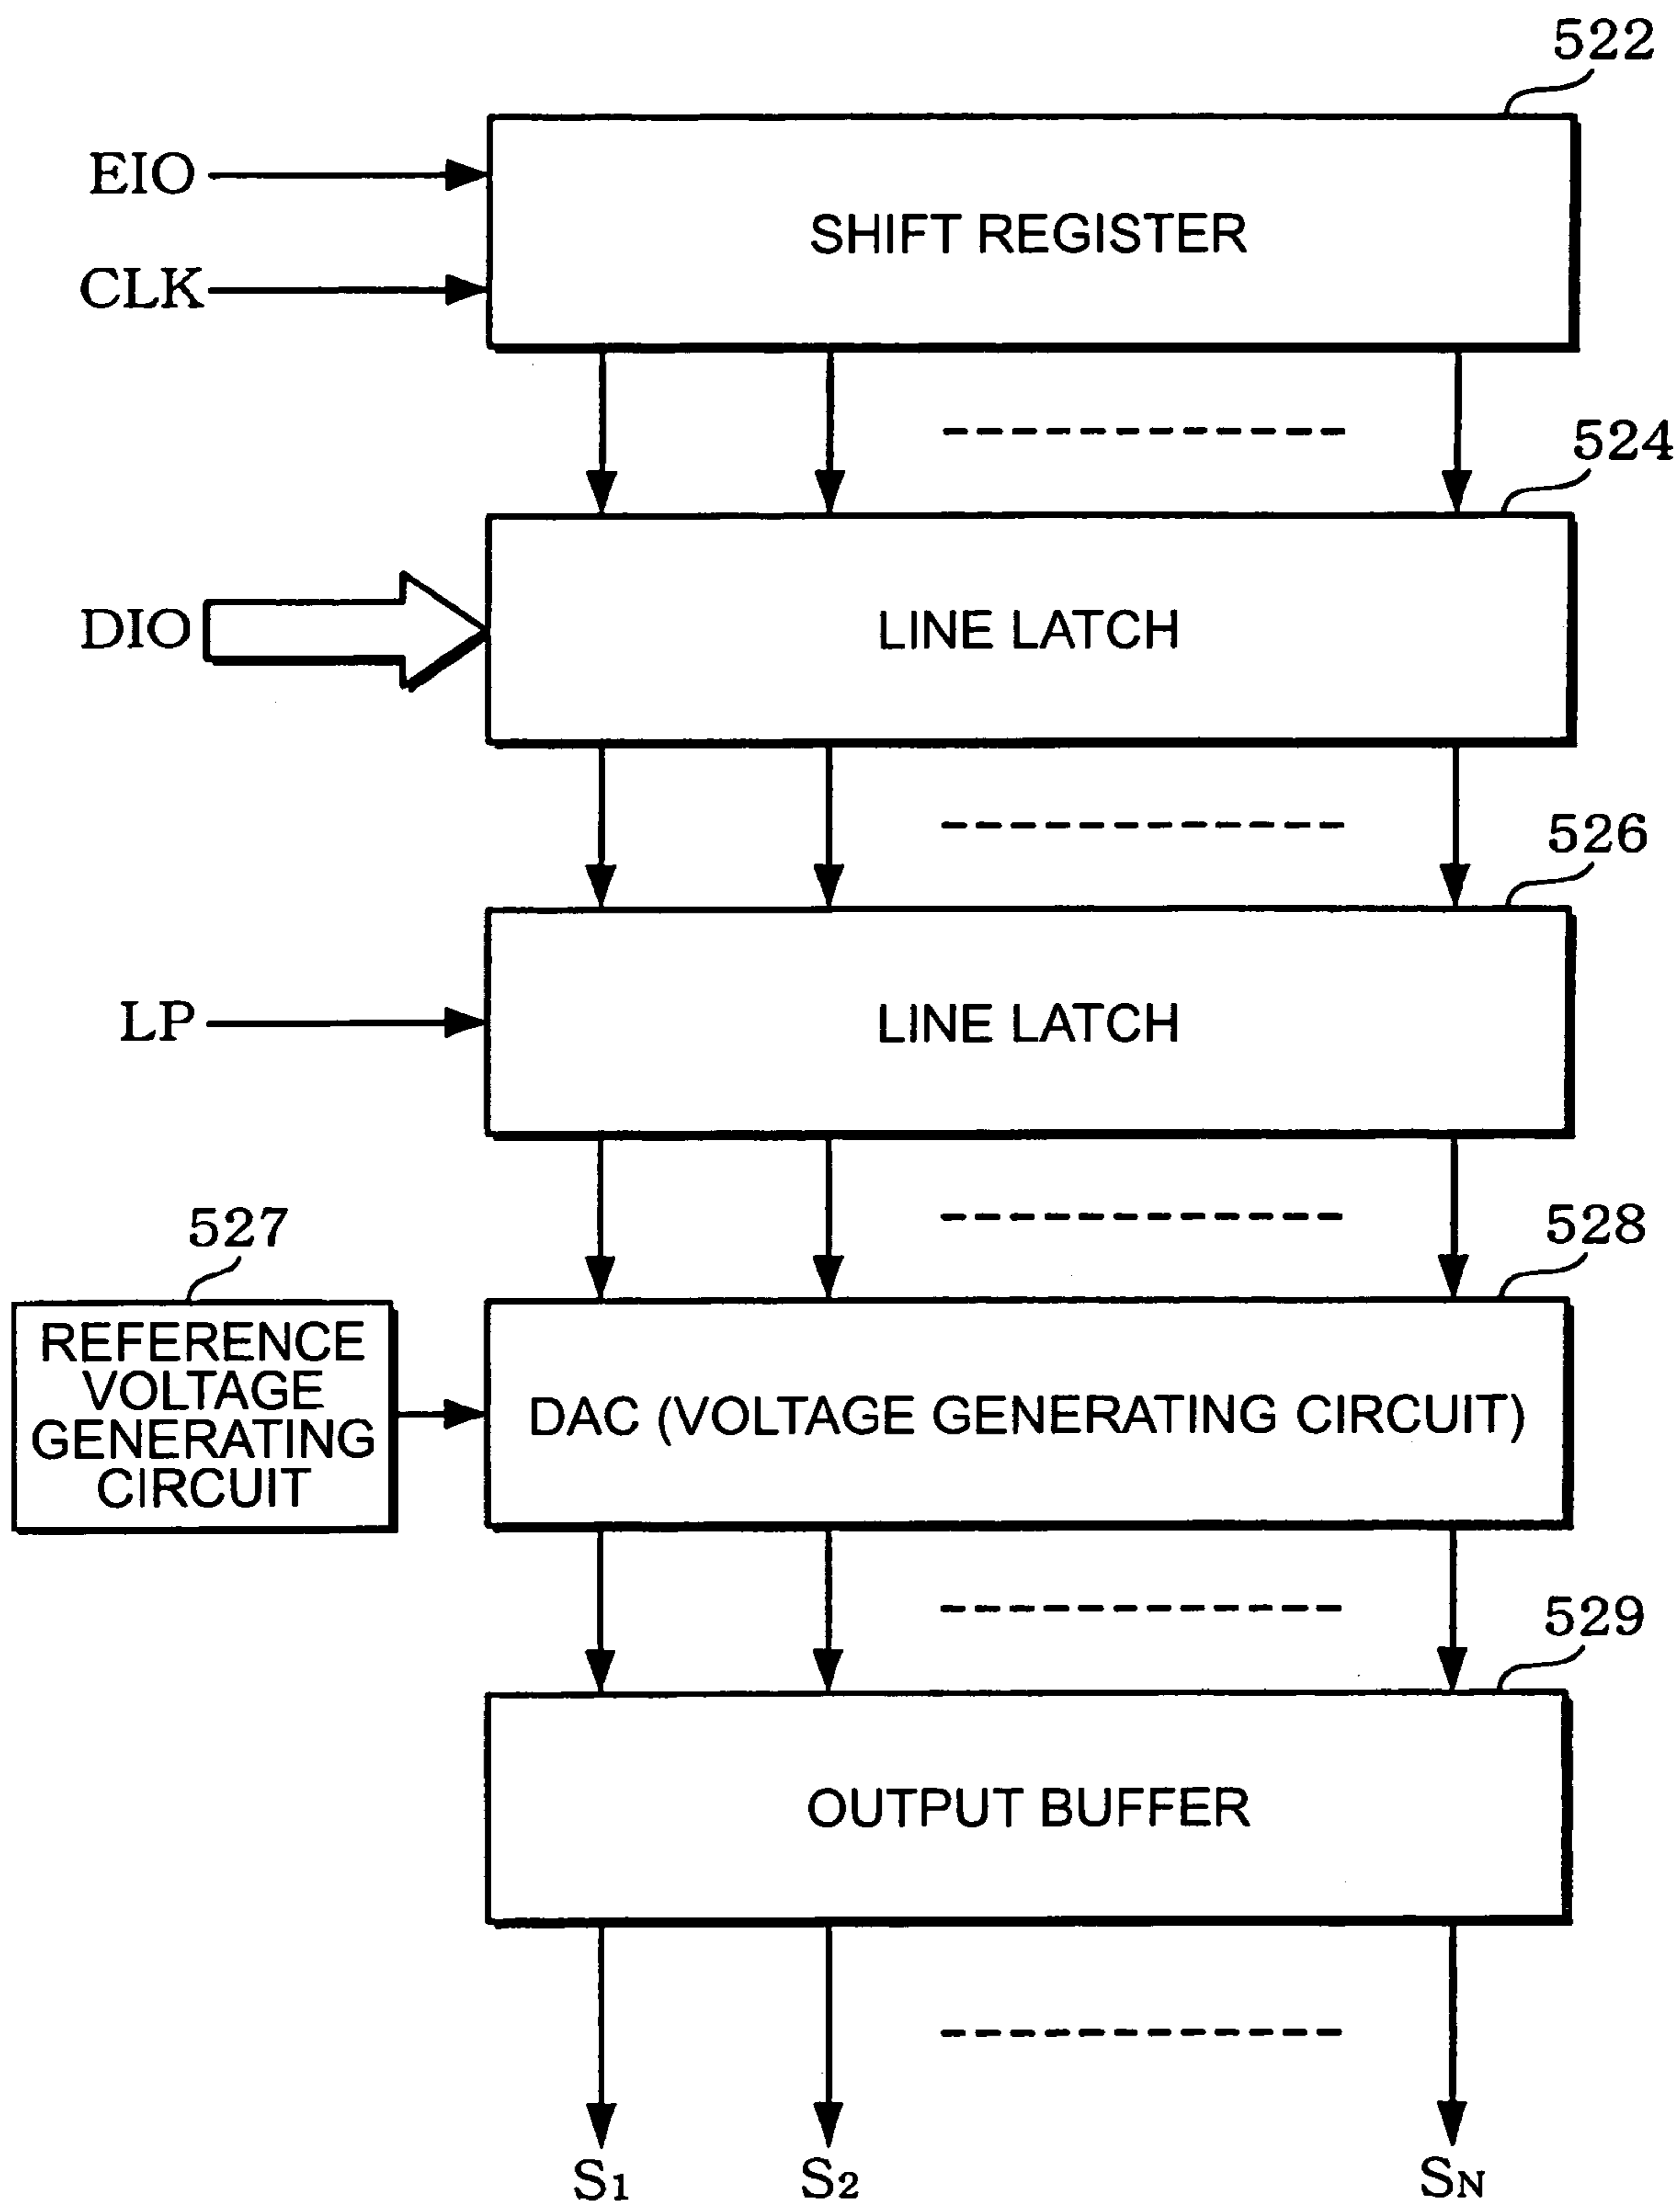 522
EIO
SHIFT REGISTER
CLK
524
DIO
LINE LATCH
526
LP
LINE LATCH
527
528
REFERENCE
VOLTAGE
GENERATING
CIRCUIT
DAC (VOLTAGE GENERATING CIRCUIT)
529
OUTPUT BUFFER
S1 S2 SN